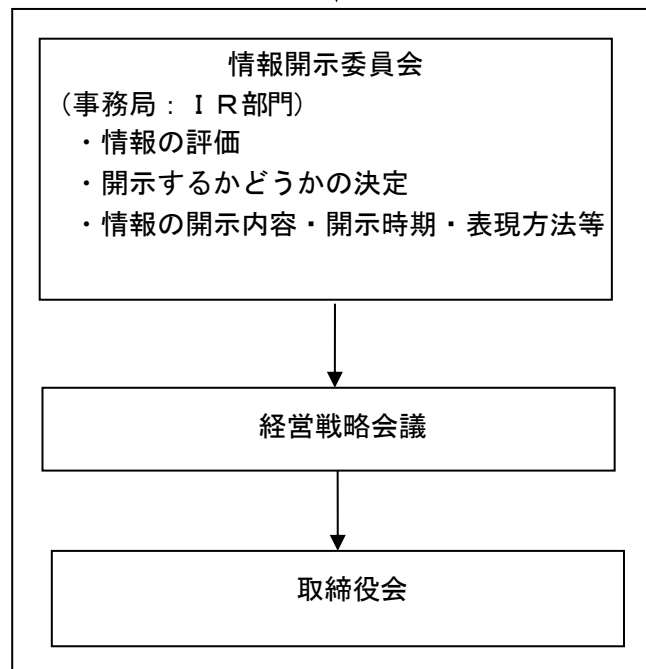 情報開示委員会
（事務局：ＩＲ部門）
・情報の評価
・開示するかどうかの決定
・情報の開示内容・開示時期・表現方法等
経営戦略会議
取締役会